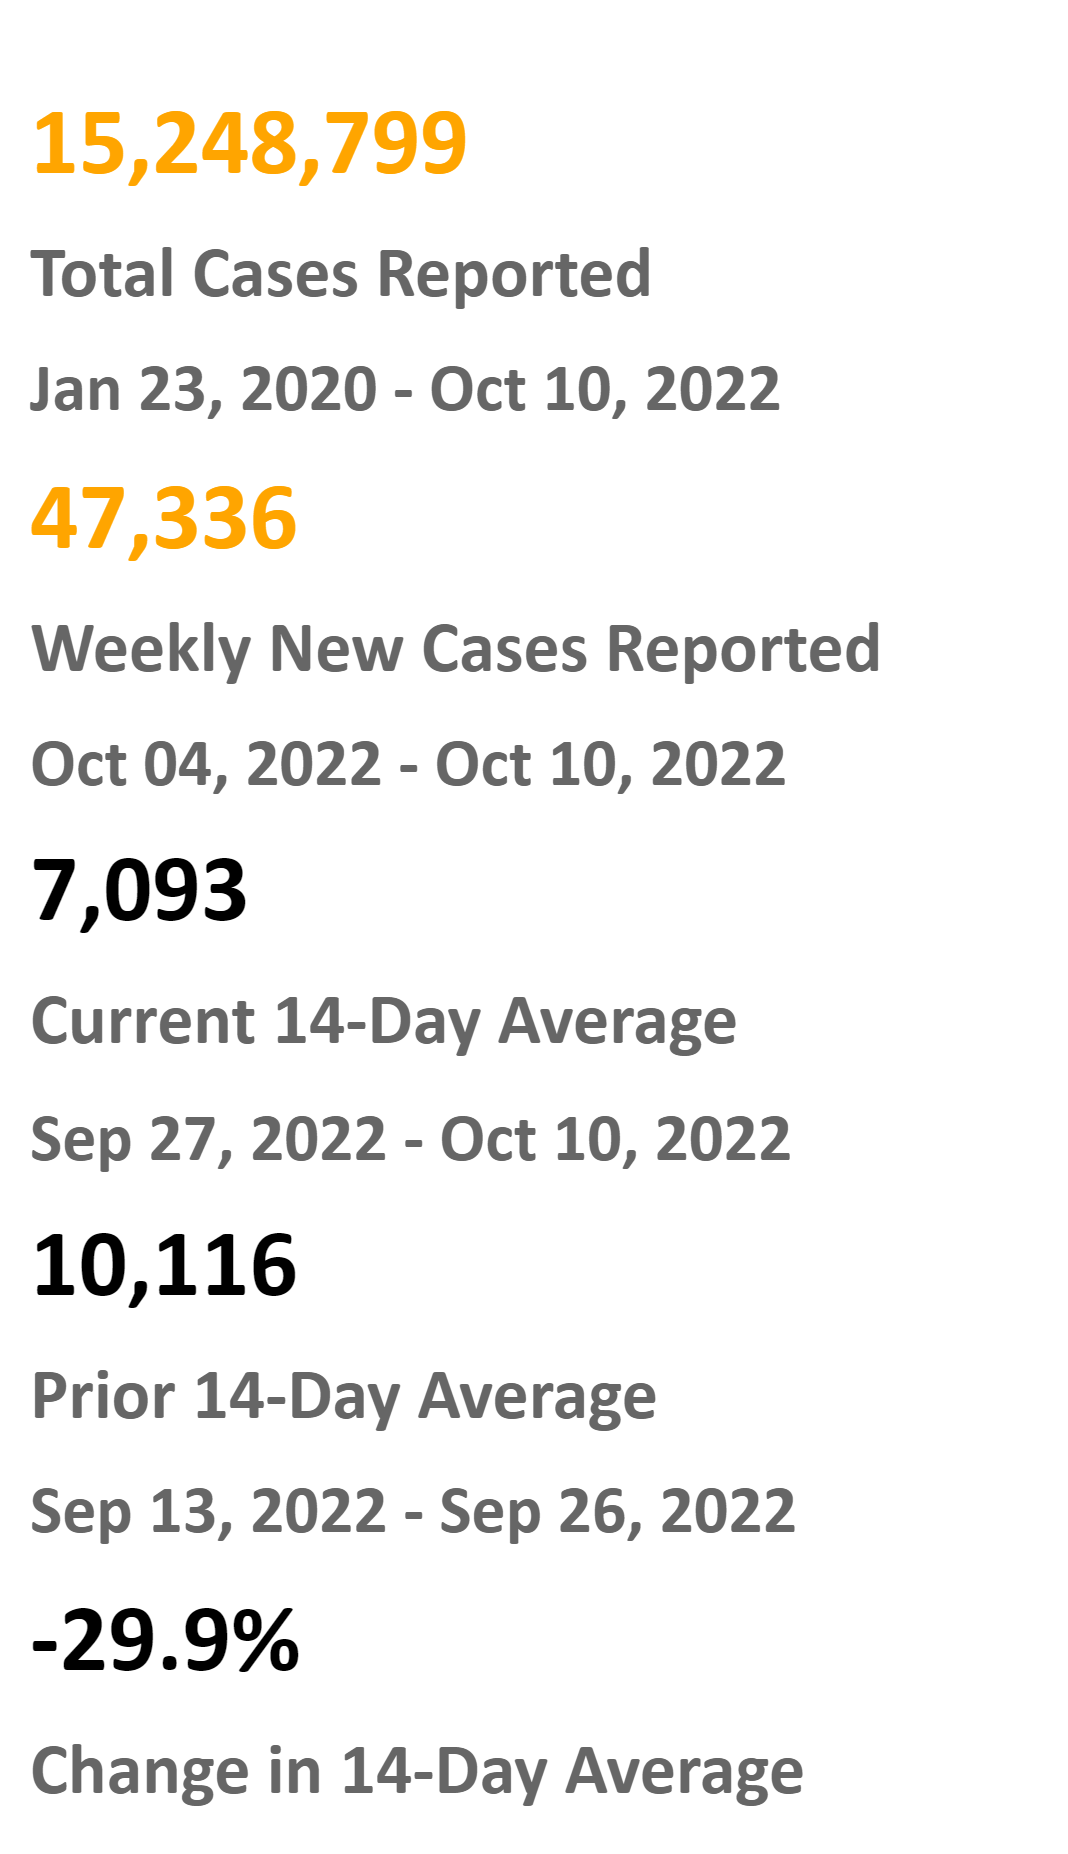 15,248,799
Total Cases Reported
Jan 23, 2020 - Oct 10, 2022
47,336
Weekly New Cases Reported
Oct 04, 2022 - Oct 10, 2022
7,093
Current 14-Day Average
Sep 27, 2022 - Oct 10, 2022
10,116
Prior 14-Day Average
Sep 13, 2022 - Sep 26, 2022
-29.9%
Change in 14-Day Average